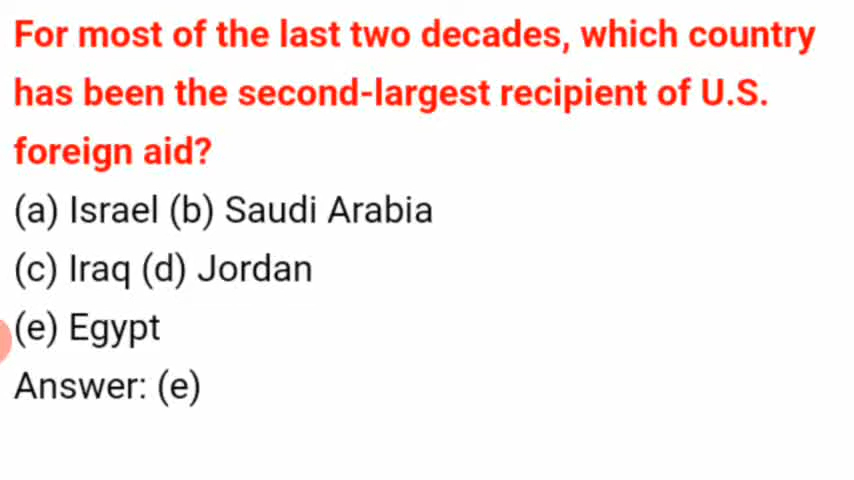 For most of the last two decades, which country
has been the second-largest recipient of U.S.
foreign aid?
(a) Israel (b) Saudi Arabia
(c) Iraq (d) Jordan
(e) Egypt
Answer: (e)